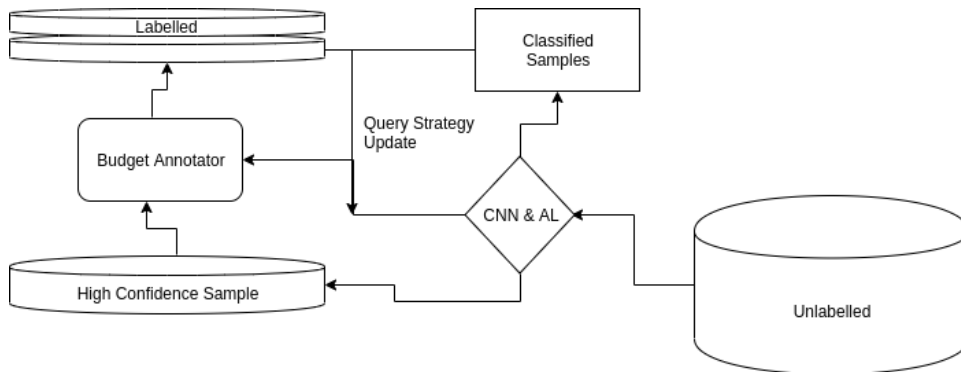 Labelled
Classified
Samples
Query Strategy
Update
Budget Annotator
CNN & AL
High Confidence Sample
Unlabelled